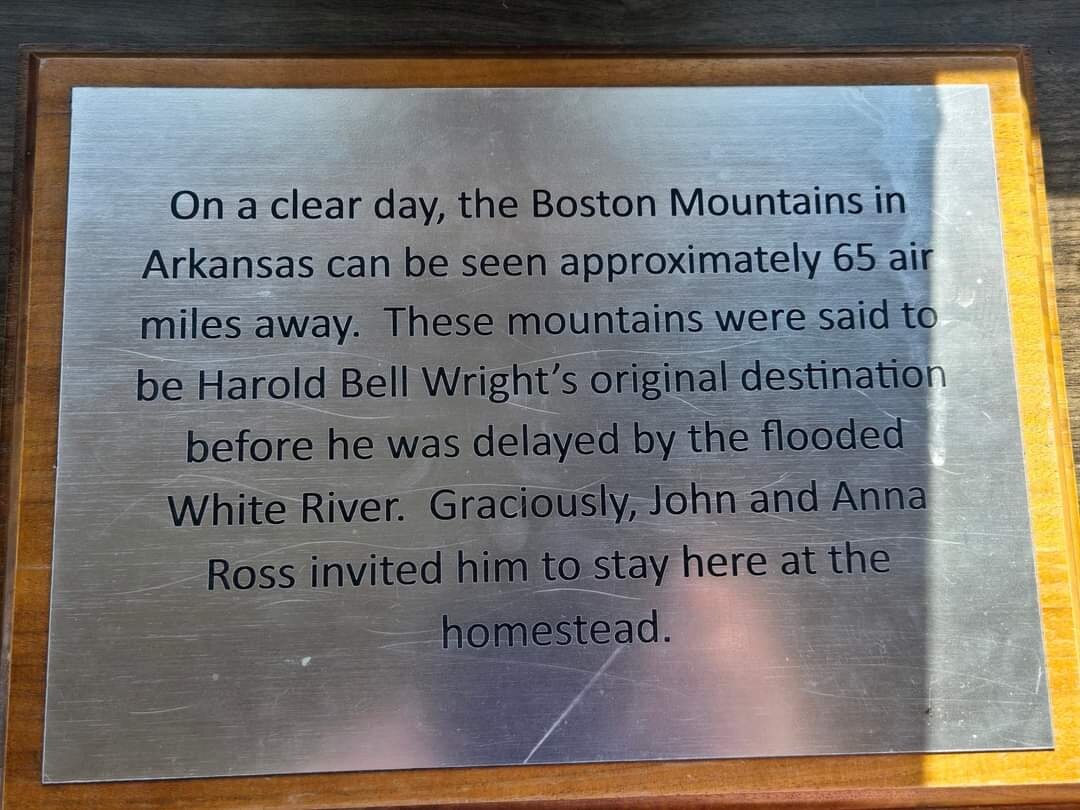 On a clear day, the Boston Mountains in
Arkansas can be seen approximately 65 air
miles away.  These mountains were said to
be Harold Bell Wright’s original destination
before he was delayed by the flooded
White River.  Graciously, John and Anna
Ross invited him to stay here at the
homestead.